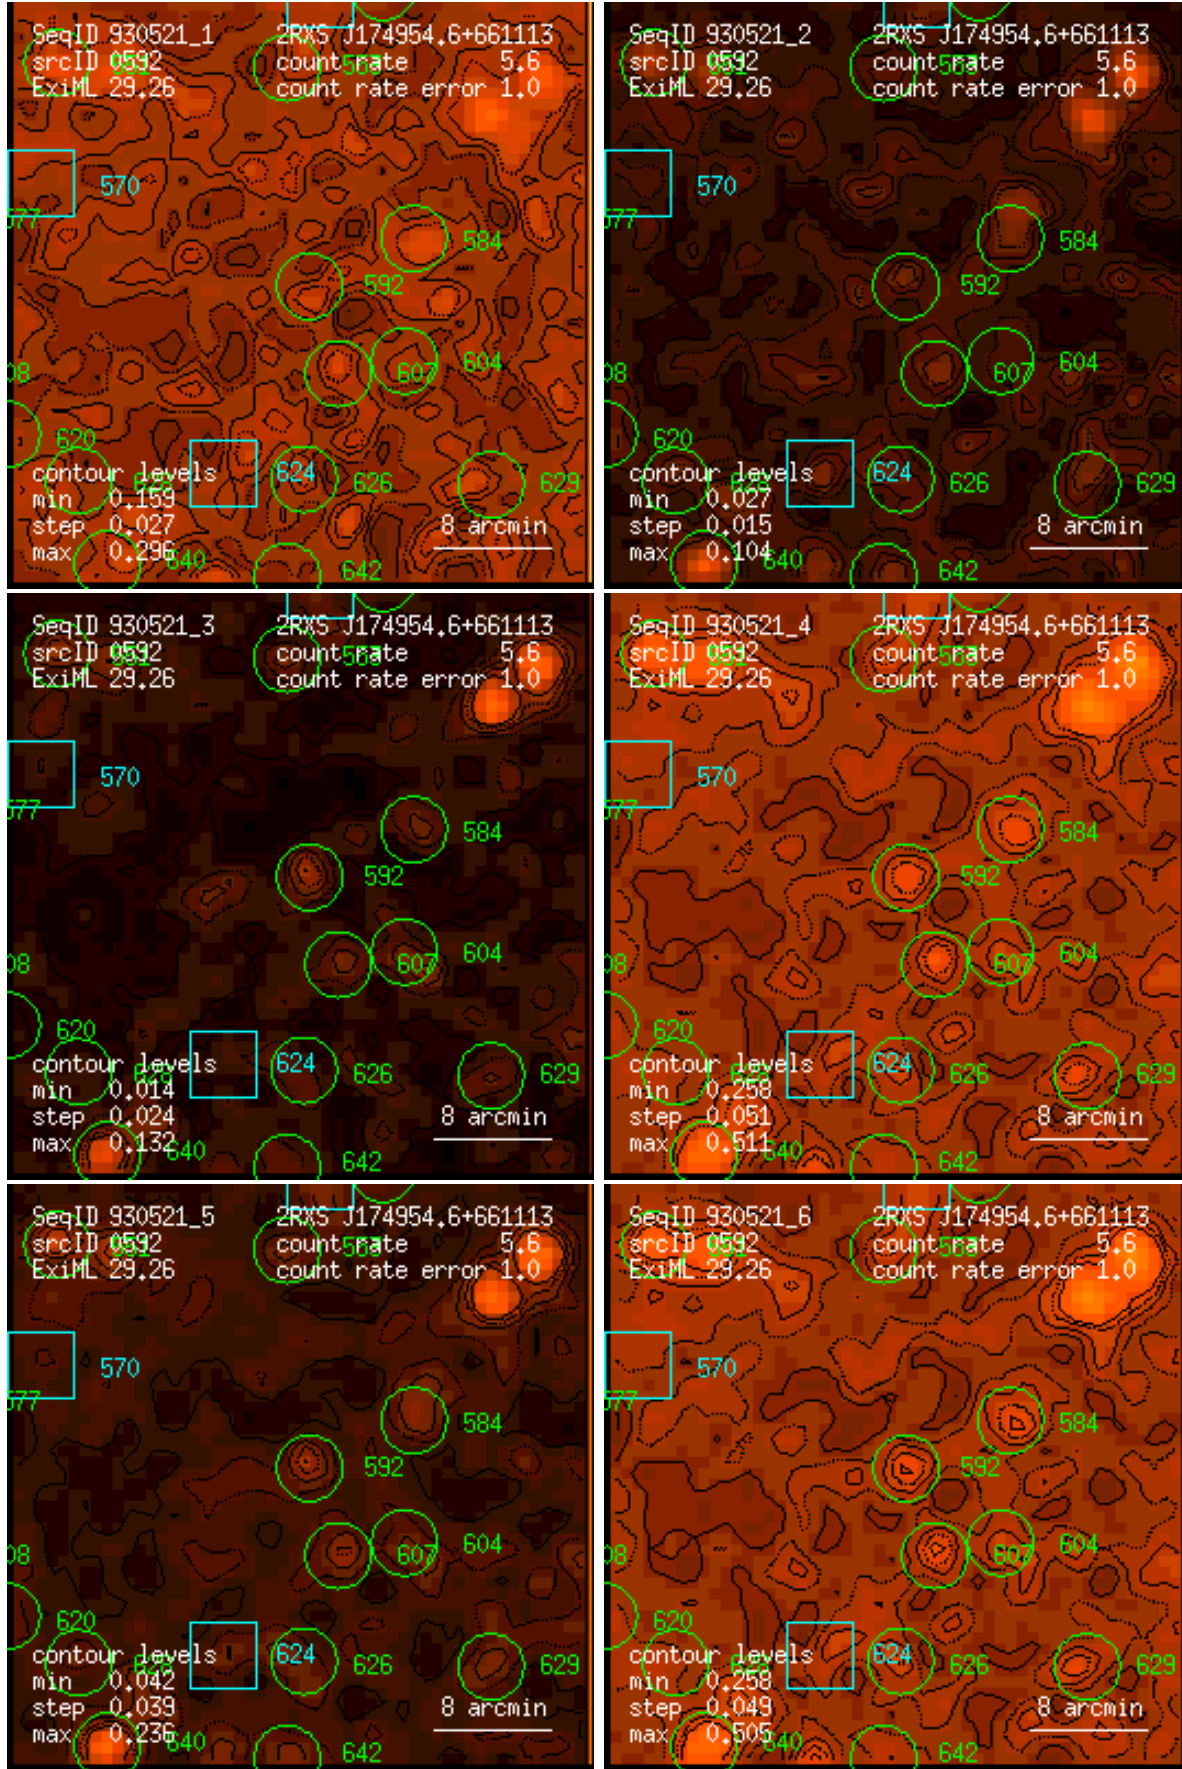 SeqID 930521_1 2RXS J174954.6+661113
srcID 0592 count rate 5.6
ExiML 29.26 count rate error 1.0
570
577
584
592
604
607
08
620
624 626 629
contour levels
min 0.159
step 0.027
max 0.296
8 arcmin
640 642
SeqID 930521_2 2RXS J174954.6+661113
srcID 0592 count rate 5.6
ExiML 29.26 count rate error 1.0
570
577
584
592
604
607
08
620
624 626 629
contour levels
min 0.027
step 0.015
max 0.104
8 arcmin
640 642
SeqID 930521_3 2RXS J174954.6+661113
srcID 0592 count rate 5.6
ExiML 29.26 count rate error 1.0
570
577
584
592
604
607
08
620
624 626 629
contour levels
min 0.014
step 0.024
max 0.132
8 arcmin
640 642
SeqID 930521_4 2RXS J174954.6+661113
srcID 0592 count rate 5.6
ExiML 29.26 count rate error 1.0
570
577
584
592
604
607
08
620
624 626 629
contour levels
min 0.258
step 0.051
max 0.511
8 arcmin
640 642
SeqID 930521_5 2RXS J174954.6+661113
srcID 0592 count rate 5.6
ExiML 29.26 count rate error 1.0
570
577
584
592
604
607
08
620
624 626 629
contour levels
min 0.042
step 0.039
max 0.236
8 arcmin
640 642
SeqID 930521_6 2RXS J174954.6+661113
srcID 0592 count rate 5.6
ExiML 29.26 count rate error 1.0
570
577
584
592
604
607
08
620
624 626 629
contour levels
min 0.258
step 0.049
max 0.505
8 arcmin
640 642